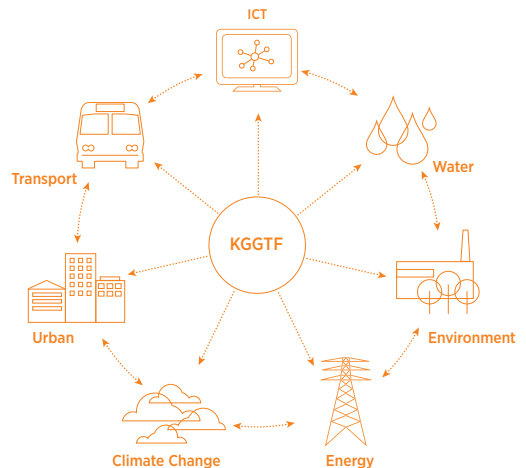 ICT
Transport
Water
KGGTF
Urban
Environment
Climate Change
Energy